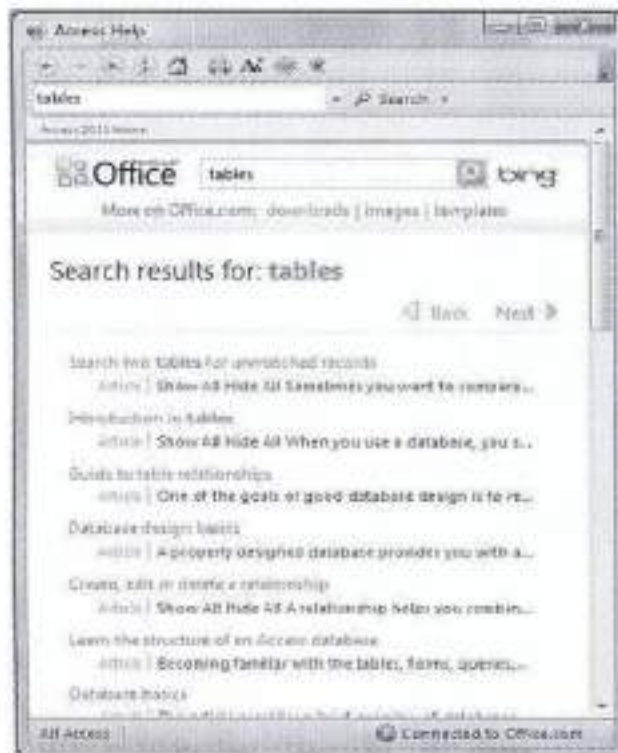 Access Help
tables
Search
Access 2010 home
Office tables bing
More on Office.com: downloads | images | templates
Search results for: tables
Back Next
Search two tables for unmatched records
Article | Show All Hide All Sometimes you want to compare...
Introduction to tables
Article | Show All Hide All When you use a database, you s...
Guide to table relationships
Article | One of the goals of good database design is to re...
Database design basics
Article | A properly designed database provides you with a...
Create, edit or delete a relationship
Article | Show All Hide All A relationship helps you combin...
Learn the structure of an Access database
Article | Becoming familiar with the tables, forms, queries,...
Database basics
All Access
Connected to Office.com